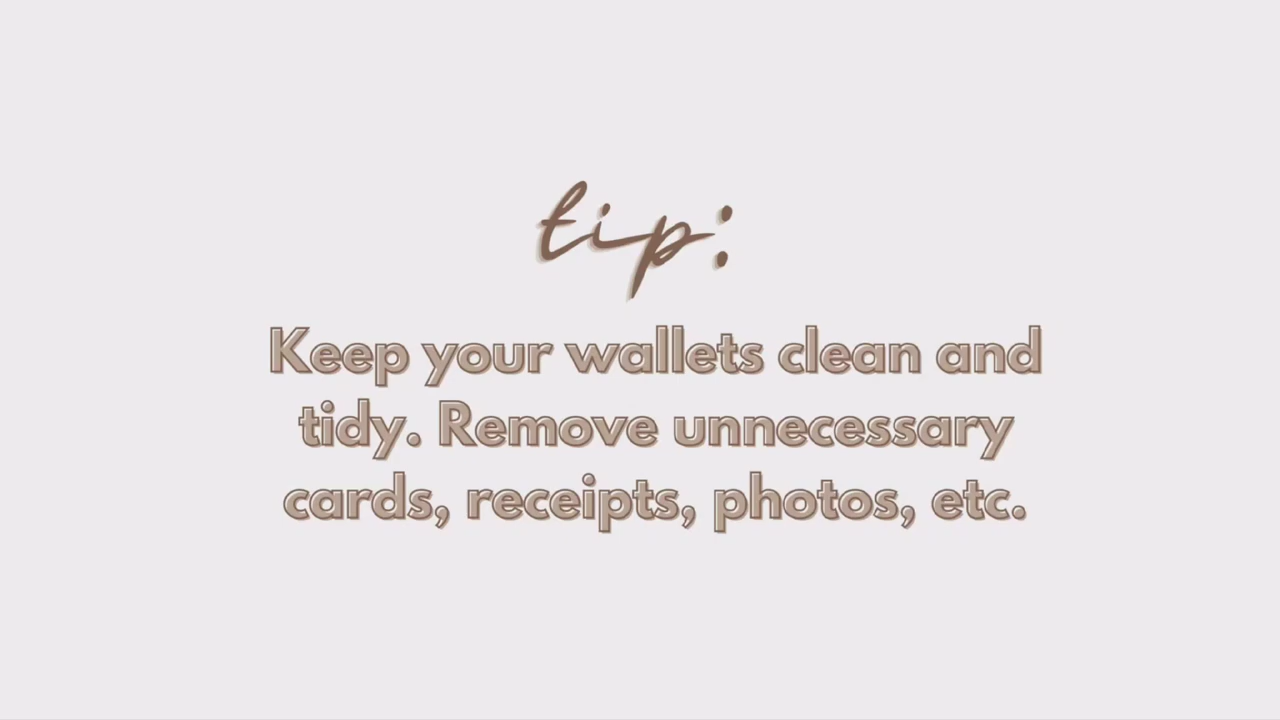 tip:
Keep your wallets clean and
tidy. Remove unnecessary
cards, receipts, photos, etc.